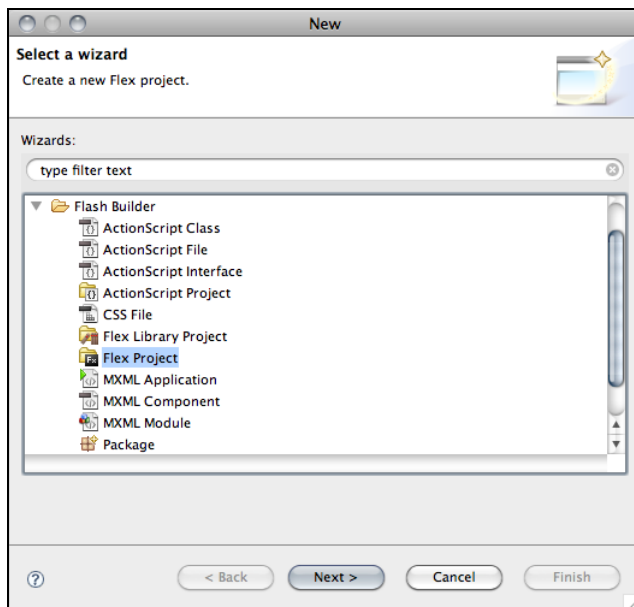 New
Select a wizard
Create a new Flex project.
Wizards:
type filter text
Flash Builder
ActionScript Class
ActionScript File
ActionScript Interface
ActionScript Project
CSS File
Flex Library Project
Flex Project
MXML Application
MXML Component
MXML Module
Package
? < Back Next > Cancel Finish